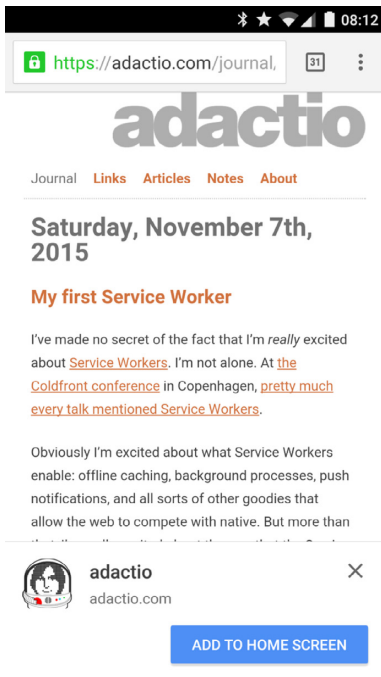 08:12
https://adactio.com/journal,
31
adactio
Journal Links Articles Notes About
Saturday, November 7th,
2015
My first Service Worker
I've made no secret of the fact that I'm really excited
about Service Workers. I'm not alone. At the
Coldfront conference in Copenhagen, pretty much
every talk mentioned Service Workers.
Obviously I'm excited about what Service Workers
enable: offline caching, background processes, push
notifications, and all sorts of other goodies that
allow the web to compete with native. But more than
adactio
adactio.com
ADD TO HOME SCREEN